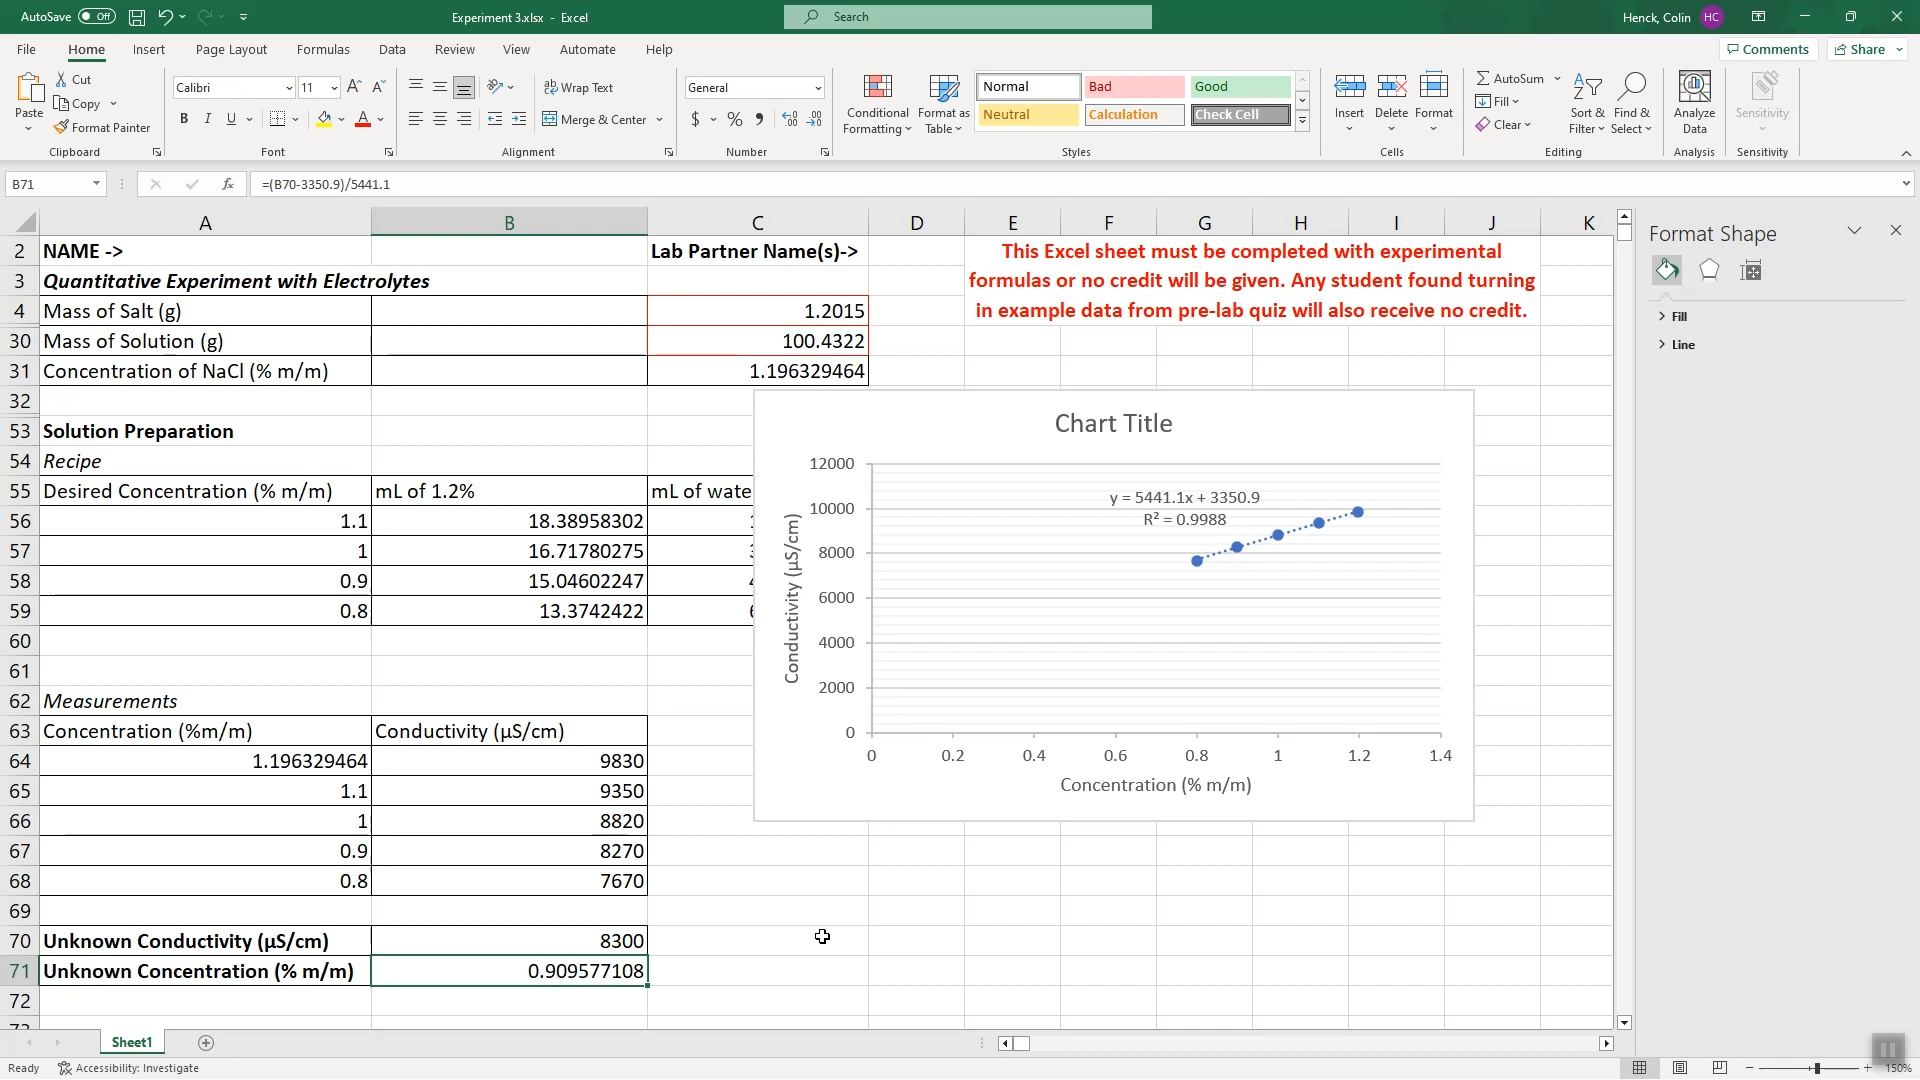 AutoSave Off Experiment 3.xlsx - Excel Search Henck, Colin HC
File Home Insert Page Layout Formulas Data Review View Automate Help Comments Share
Paste Cut Copy Format Painter Clipboard
Calibri 11 A A B I U A Font
ab Wrap Text Merge & Center Alignment
General $ % Number
Conditional Formatting Format as Table
Normal Bad Good
Neutral Calculation Check Cell
Styles
Insert Delete Format Cells
AutoSum Fill Clear Sort & Filter Find & Select Editing
Analyze Data Analysis
Sensitivity Sensitivity
B71 fx =(B70-3350.9)/5441.1
A B C D E F G H I J K
2 NAME -> Lab Partner Name(s)->
3 Quantitative Experiment with Electrolytes
4 Mass of Salt (g) 1.2015
30 Mass of Solution (g) 100.4322
31 Concentration of NaCl (% m/m) 1.196329464
32
53 Solution Preparation
54 Recipe
55 Desired Concentration (% m/m) mL of 1.2% mL of wate
56 1.1 18.38958302
57 1 16.71780275
58 0.9 15.04602247
59 0.8 13.3742422
60
61
62 Measurements
63 Concentration (%m/m) Conductivity (µS/cm)
64 1.196329464 9830
65 1.1 9350
66 1 8820
67 0.9 8270
68 0.8 7670
69
70 Unknown Conductivity (µS/cm) 8300
71 Unknown Concentration (% m/m) 0.909577108
72
This Excel sheet must be completed with experimental
formulas or no credit will be given. Any student found turning
in example data from pre-lab quiz will also receive no credit.
Chart Title
y = 5441.1x + 3350.9
R² = 0.9988
12000
10000
8000
6000
4000
2000
0
Conductivity (µS/cm)
0 0.2 0.4 0.6 0.8 1 1.2 1.4
Concentration (% m/m)
Format Shape
Fill
Line
Sheet1
Ready Accessibility: Investigate 150%